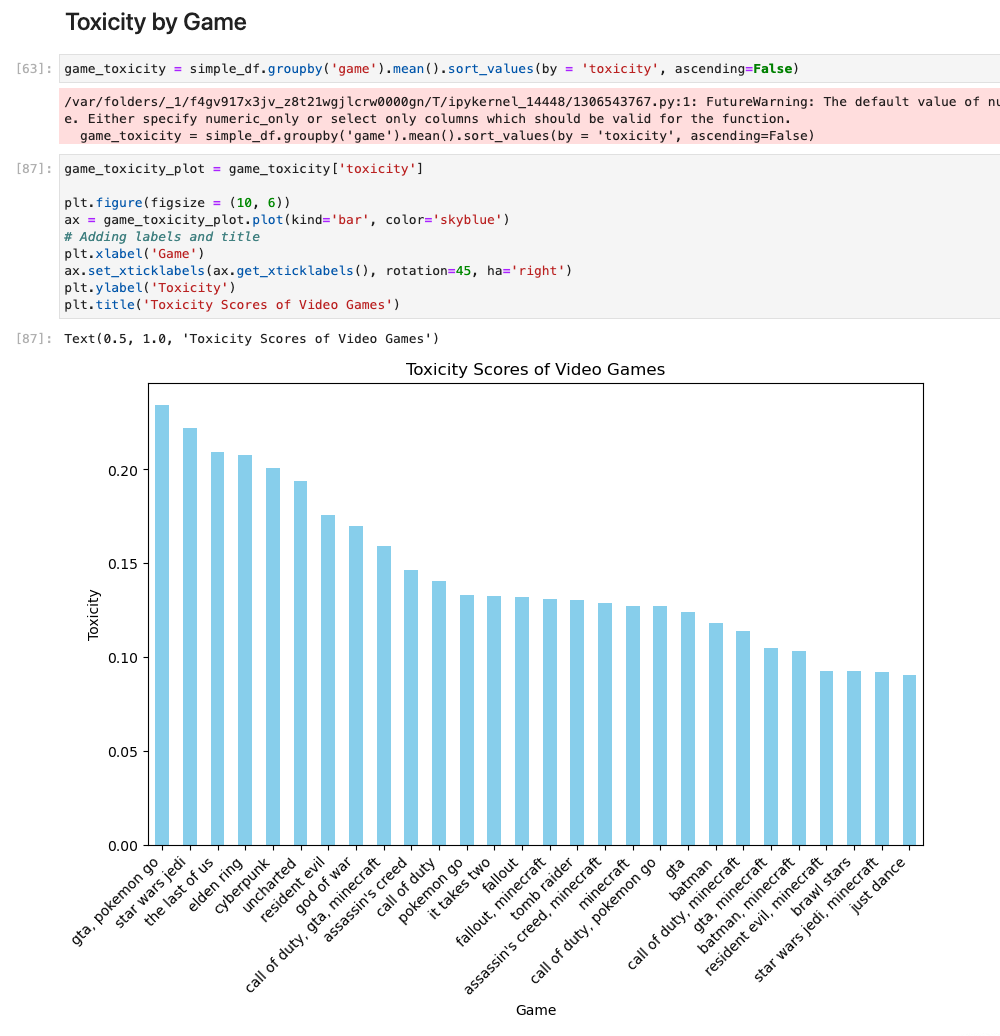 Toxicity by Game
[63]: game_toxicity = simple_df.groupby('game').mean().sort_values(by = 'toxicity', ascending=False)
/var/folders/_1/f4gv917x3jv_z8t21wgjlcrw0000gn/T/ipykernel_14448/1306543767.py:1: FutureWarning: The default value of nu
e. Either specify numeric_only or select only columns which should be valid for the function.
game_toxicity = simple_df.groupby('game').mean().sort_values(by = 'toxicity', ascending=False)
[87]: game_toxicity_plot = game_toxicity['toxicity']
plt.figure(figsize = (10, 6))
ax = game_toxicity_plot.plot(kind='bar', color='skyblue')
# Adding labels and title
plt.xlabel('Game')
ax.set_xticklabels(ax.get_xticklabels(), rotation=45, ha='right')
plt.ylabel('Toxicity')
plt.title('Toxicity Scores of Video Games')
[87]: Text(0.5, 1.0, 'Toxicity Scores of Video Games')
Toxicity Scores of Video Games
Toxicity
0.20
0.15
0.10
0.05
0.00
gta, pokemon go
star wars jedi
the last of us
elden ring
cyberpunk
uncharted
resident evil
god of war
call of duty, gta, minecraft
assassin's creed
call of duty
pokemon go
it takes two
fallout
fallout, minecraft
tomb raider
assassin's creed, minecraft
minecraft
call of duty, pokemon go
gta
batman
call of duty, minecraft
gta, minecraft
batman, minecraft
resident evil, minecraft
brawl stars
star wars jedi, minecraft
just dance
Game